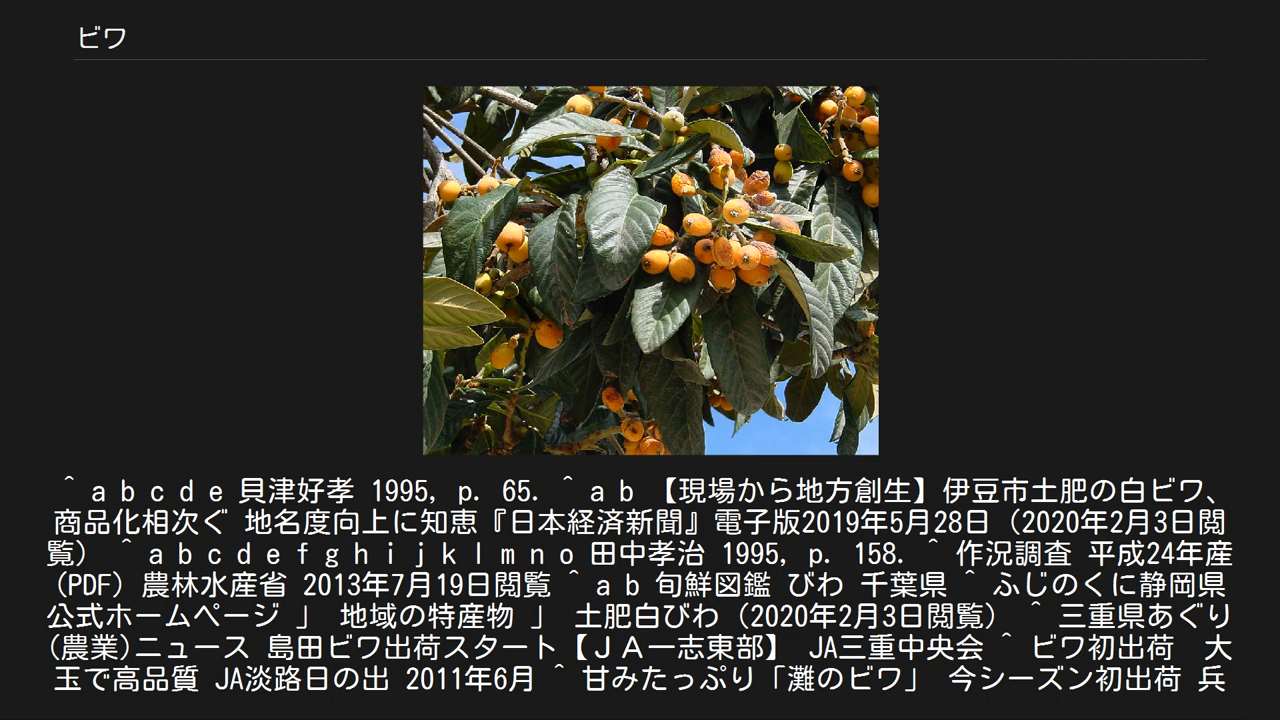 ビワ
^ a b c d e 貝津好孝 1995, p. 65. ^ a b 【現場から地方創生】伊豆市土肥の白ビワ、
商品化相次ぐ 地名度向上に知恵『日本経済新聞』電子版2019年5月28日（2020年2月3日閲
覧） ^ a b c d e f g h i j k l m n o 田中孝治 1995, p. 158. ^ 作況調査 平成24年産
(PDF) 農林水産省 2013年7月19日閲覧 ^ a b 旬鮮図鑑 びわ 千葉県 ^ ふじのくに静岡県
公式ホームページ 」 地域の特産物 」 土肥白びわ（2020年2月3日閲覧） ^ 三重県あぐり
(農業)ニュース 島田ビワ出荷スタート【ＪＡ一志東部】 JA三重中央会 ^ ビワ初出荷　大
玉で高品質 JA淡路日の出 2011年6月 ^ 甘みたっぷり「灘のビワ」 今シーズン初出荷 兵